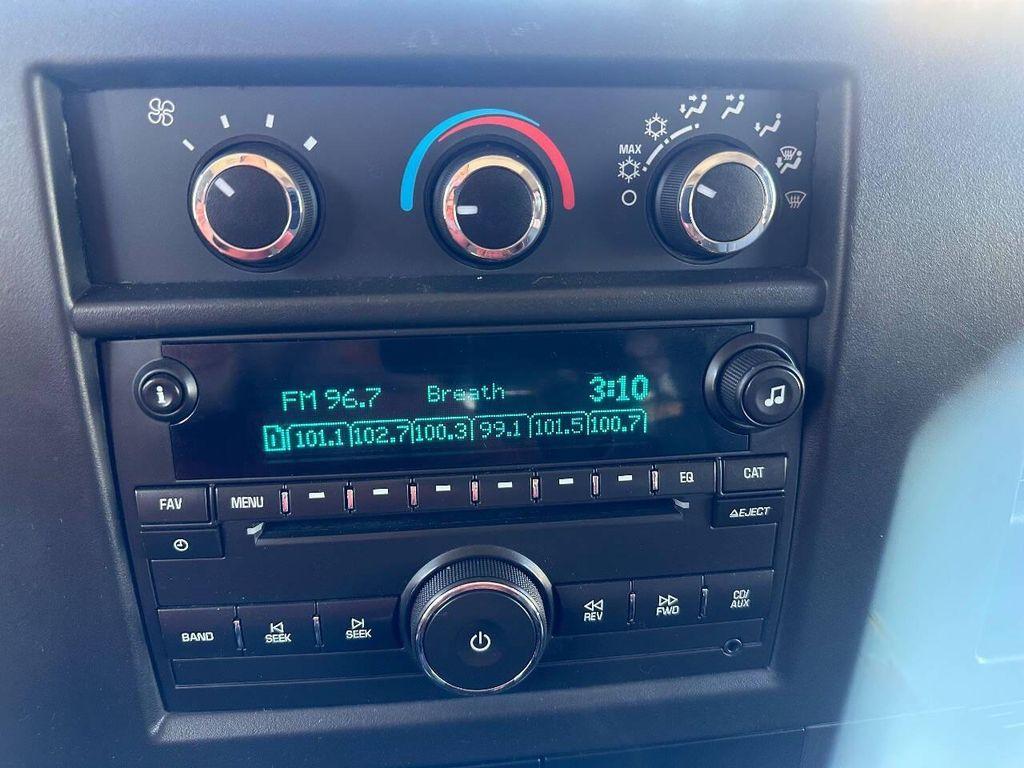 MAX
i
FM 96.7 Breath 3:10
101.1 102.7 100.3 99.1 101.5 100.7
FAV MENU EQ CAT
EJECT
BAND SEEK SEEK REV FWD CD/
AUX